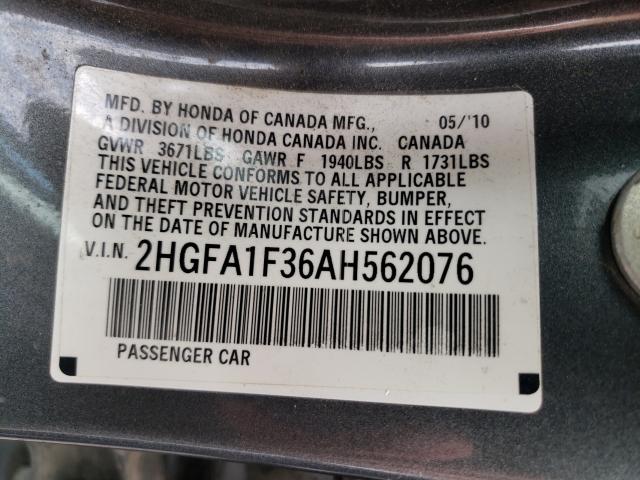 MFD. BY HONDA OF CANADA MFG., 05/'10
A DIVISION OF HONDA CANADA INC. CANADA
GVWR 3671LBS GAWR F 1940LBS R 1731LBS
THIS VEHICLE CONFORMS TO ALL APPLICABLE
FEDERAL MOTOR VEHICLE SAFETY, BUMPER,
AND THEFT PREVENTION STANDARDS IN EFFECT
ON THE DATE OF MANUFACTURE SHOWN ABOVE.
V.I.N. 2HGFA1F36AH562076
PASSENGER CAR